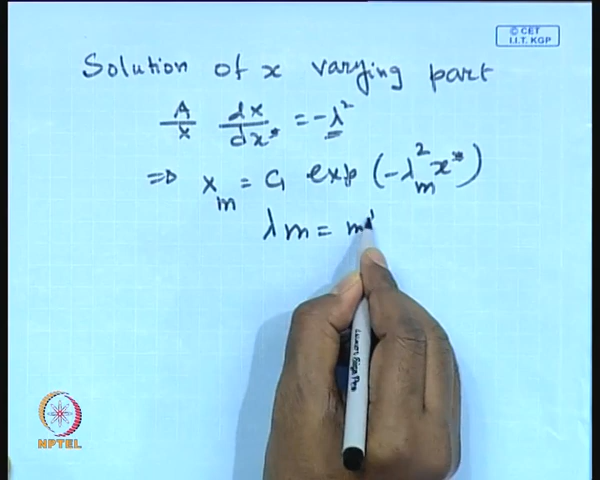 © CET
I.I.T. KGP
Solution of x varying part
A/X dX/dx* = -λ²
⇒ X_m = C₁ exp (-λ_m² x*)
λm = m
NPTEL